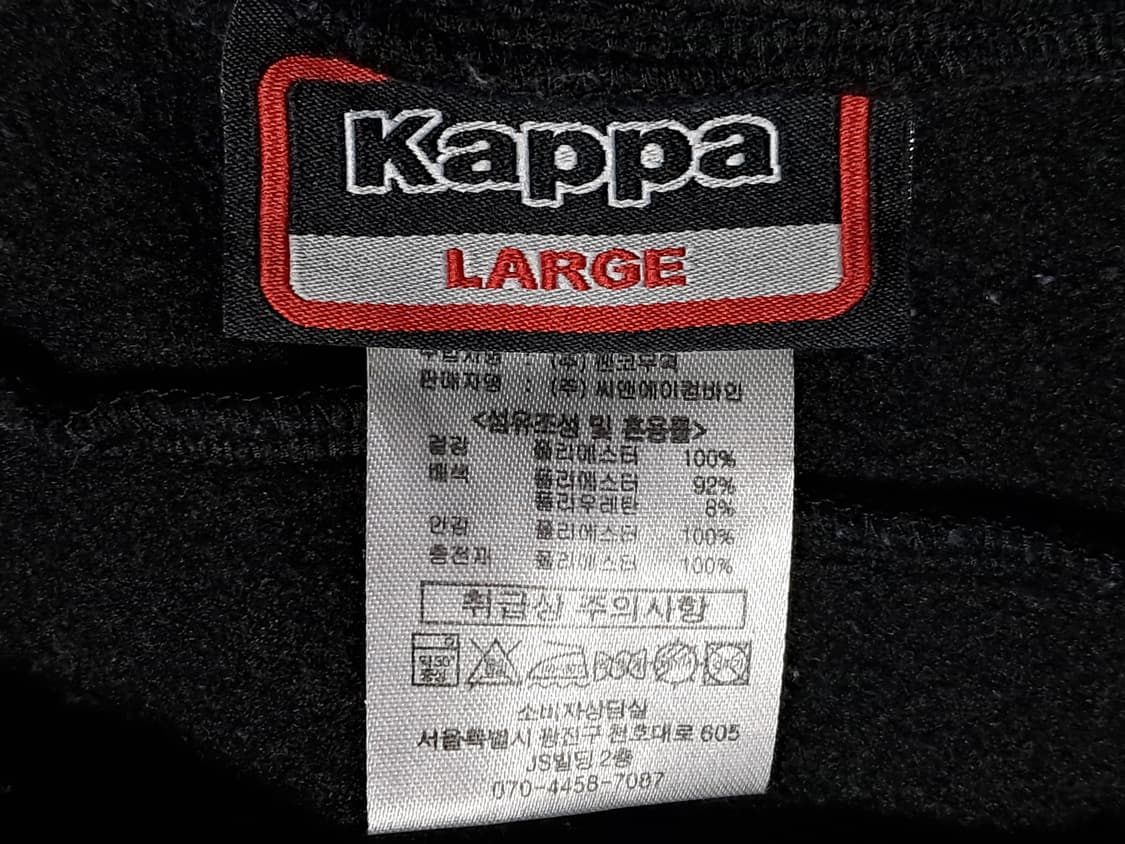 Kappa
LARGE
판매자명 : (주) 씨앤에이컴바인
<섬유조성 및 혼용률>
겉감 폴리에스터 100%
배색 폴리에스터 92%
폴리우레탄 8%
안감 폴리에스터 100%
충전재 폴리에스터 100%
취급상 주의사항
약30°
중성
소비자상담실
서울특별시 광진구 천호대로 605
JS빌딩 2층
070-4458-7087